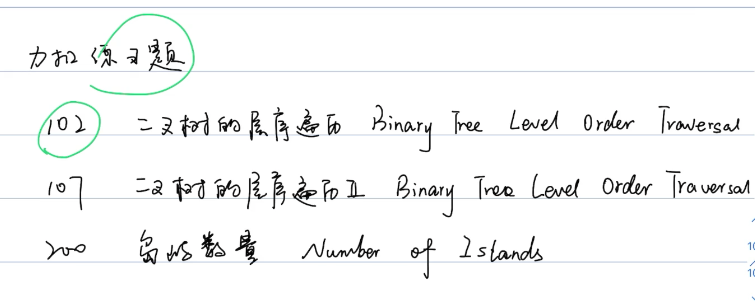 力扣练习题
102 二叉树的层序遍历 Binary Tree Level Order Traversal
107 二叉树的层序遍历 II Binary Tree Level Order Traversal
200 岛屿数量 Number of Islands